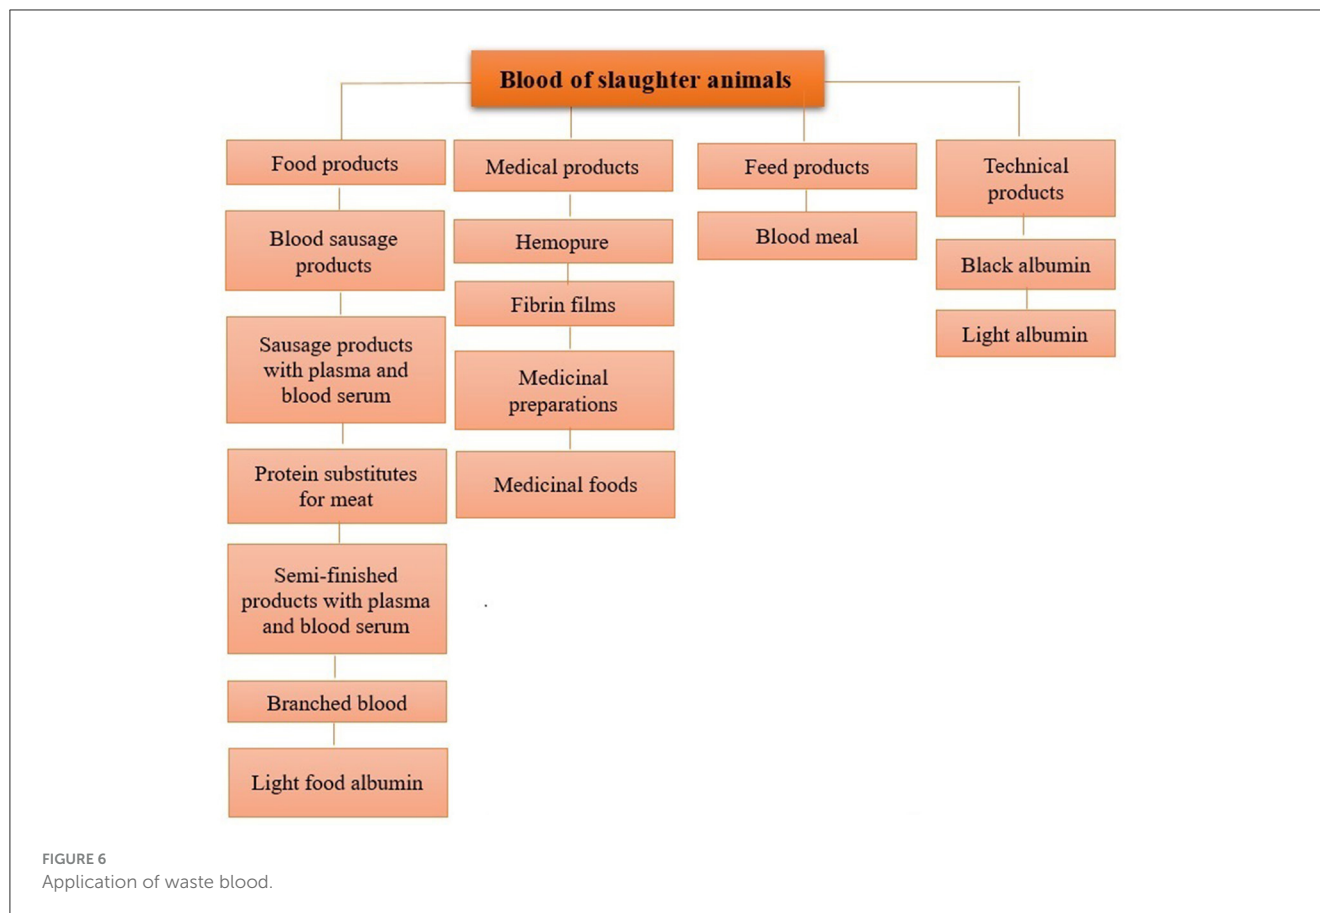 Blood of slaughter animals
Food products
Blood sausage
products
Sausage products
with plasma and
blood serum
Protein substitutes
for meat
Semi-finished
products with plasma
and blood serum
Branched blood
Light food albumin
Medical products
Hemopure
Fibrin films
Medicinal
preparations
Medicinal foods
Feed products
Blood meal
Technical
products
Black albumin
Light albumin
FIGURE 6
Application of waste blood.